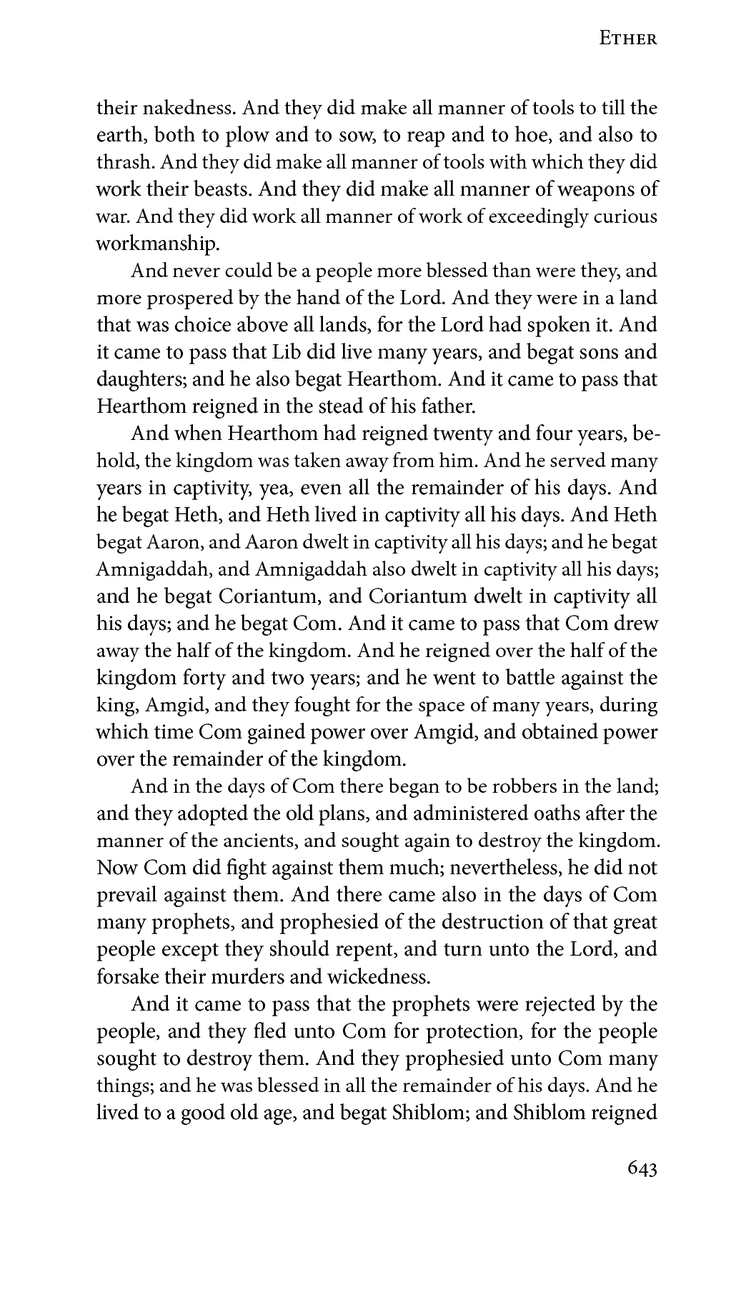 Ether
their nakedness. And they did make all manner of tools to till the
earth, both to plow and to sow, to reap and to hoe, and also to
thrash. And they did make all manner of tools with which they did
work their beasts. And they did make all manner of weapons of
war. And they did work all manner of work of exceedingly curious
workmanship.
And never could be a people more blessed than were they, and
more prospered by the hand of the Lord. And they were in a land
that was choice above all lands, for the Lord had spoken it. And
it came to pass that Lib did live many years, and begat sons and
daughters; and he also begat Hearthom. And it came to pass that
Hearthom reigned in the stead of his father.
And when Hearthom had reigned twenty and four years, be-
hold, the kingdom was taken away from him. And he served many
years in captivity, yea, even all the remainder of his days. And
he begat Heth, and Heth lived in captivity all his days. And Heth
begat Aaron, and Aaron dwelt in captivity all his days; and he begat
Amnigaddah, and Amnigaddah also dwelt in captivity all his days;
and he begat Coriantum, and Coriantum dwelt in captivity all
his days; and he begat Com. And it came to pass that Com drew
away the half of the kingdom. And he reigned over the half of the
kingdom forty and two years; and he went to battle against the
king, Amgid, and they fought for the space of many years, during
which time Com gained power over Amgid, and obtained power
over the remainder of the kingdom.
And in the days of Com there began to be robbers in the land;
and they adopted the old plans, and administered oaths after the
manner of the ancients, and sought again to destroy the kingdom.
Now Com did fight against them much; nevertheless, he did not
prevail against them. And there came also in the days of Com
many prophets, and prophesied of the destruction of that great
people except they should repent, and turn unto the Lord, and
forsake their murders and wickedness.
And it came to pass that the prophets were rejected by the
people, and they fled unto Com for protection, for the people
sought to destroy them. And they prophesied unto Com many
things; and he was blessed in all the remainder of his days. And he
lived to a good old age, and begat Shiblom; and Shiblom reigned
643